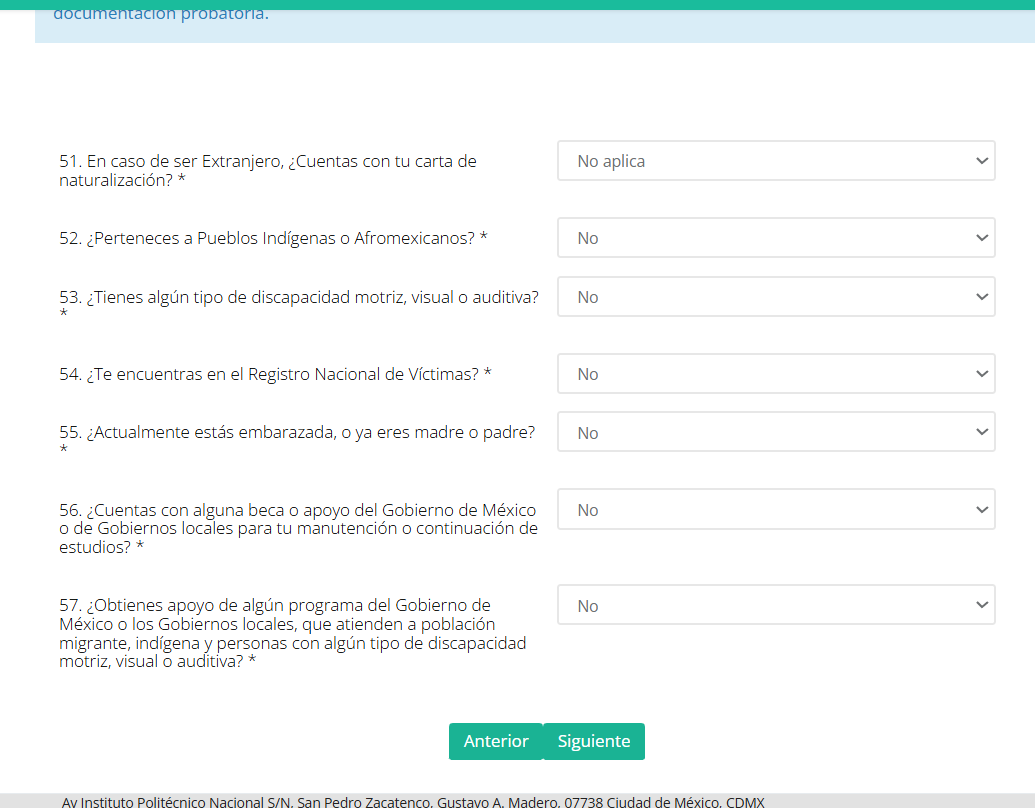 documentación probatoria.
51. En caso de ser Extranjero, ¿Cuentas con tu carta de
naturalización? *
No aplica
52. ¿Perteneces a Pueblos Indígenas o Afromexicanos? *
No
53. ¿Tienes algún tipo de discapacidad motriz, visual o auditiva?
*
No
54. ¿Te encuentras en el Registro Nacional de Víctimas? *
No
55. ¿Actualmente estás embarazada, o ya eres madre o padre?
*
No
56. ¿Cuentas con alguna beca o apoyo del Gobierno de México
o de Gobiernos locales para tu manutención o continuación de
estudios? *
No
57. ¿Obtienes apoyo de algún programa del Gobierno de
México o los Gobiernos locales, que atienden a población
migrante, indígena y personas con algún tipo de discapacidad
motriz, visual o auditiva? *
No
Anterior
Siguiente
Av Instituto Politécnico Nacional S/N, San Pedro Zacatenco, Gustavo A. Madero, 07738 Ciudad de México, CDMX